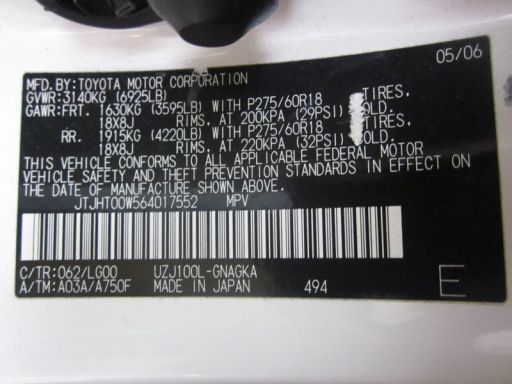 05/06
MFD.BY:TOYOTA MOTOR CORPORATION
GVWR:3140KG (6925LB)
GAWR:FRT. 1630KG (3595LB) WITH P275/60R18 TIRES,
18X8J RIMS, AT 200KPA (29PSI) COLD.
RR. 1915KG (4220LB) WITH P275/60R18 TIRES,
18X8J RIMS, AT 220KPA (32PSI) COLD.
THIS VEHICLE CONFORMS TO ALL APPLICABLE FEDERAL MOTOR
VEHICLE SAFETY AND THEFT PREVENTION STANDARDS IN EFFECT ON
THE DATE OF MANUFACTURE SHOWN ABOVE.
JTJHT00W564017552 MPV
C/TR:062/LG00 UZJ100L-GNAGKA
A/TM:A03A/A750F MADE IN JAPAN 494 E